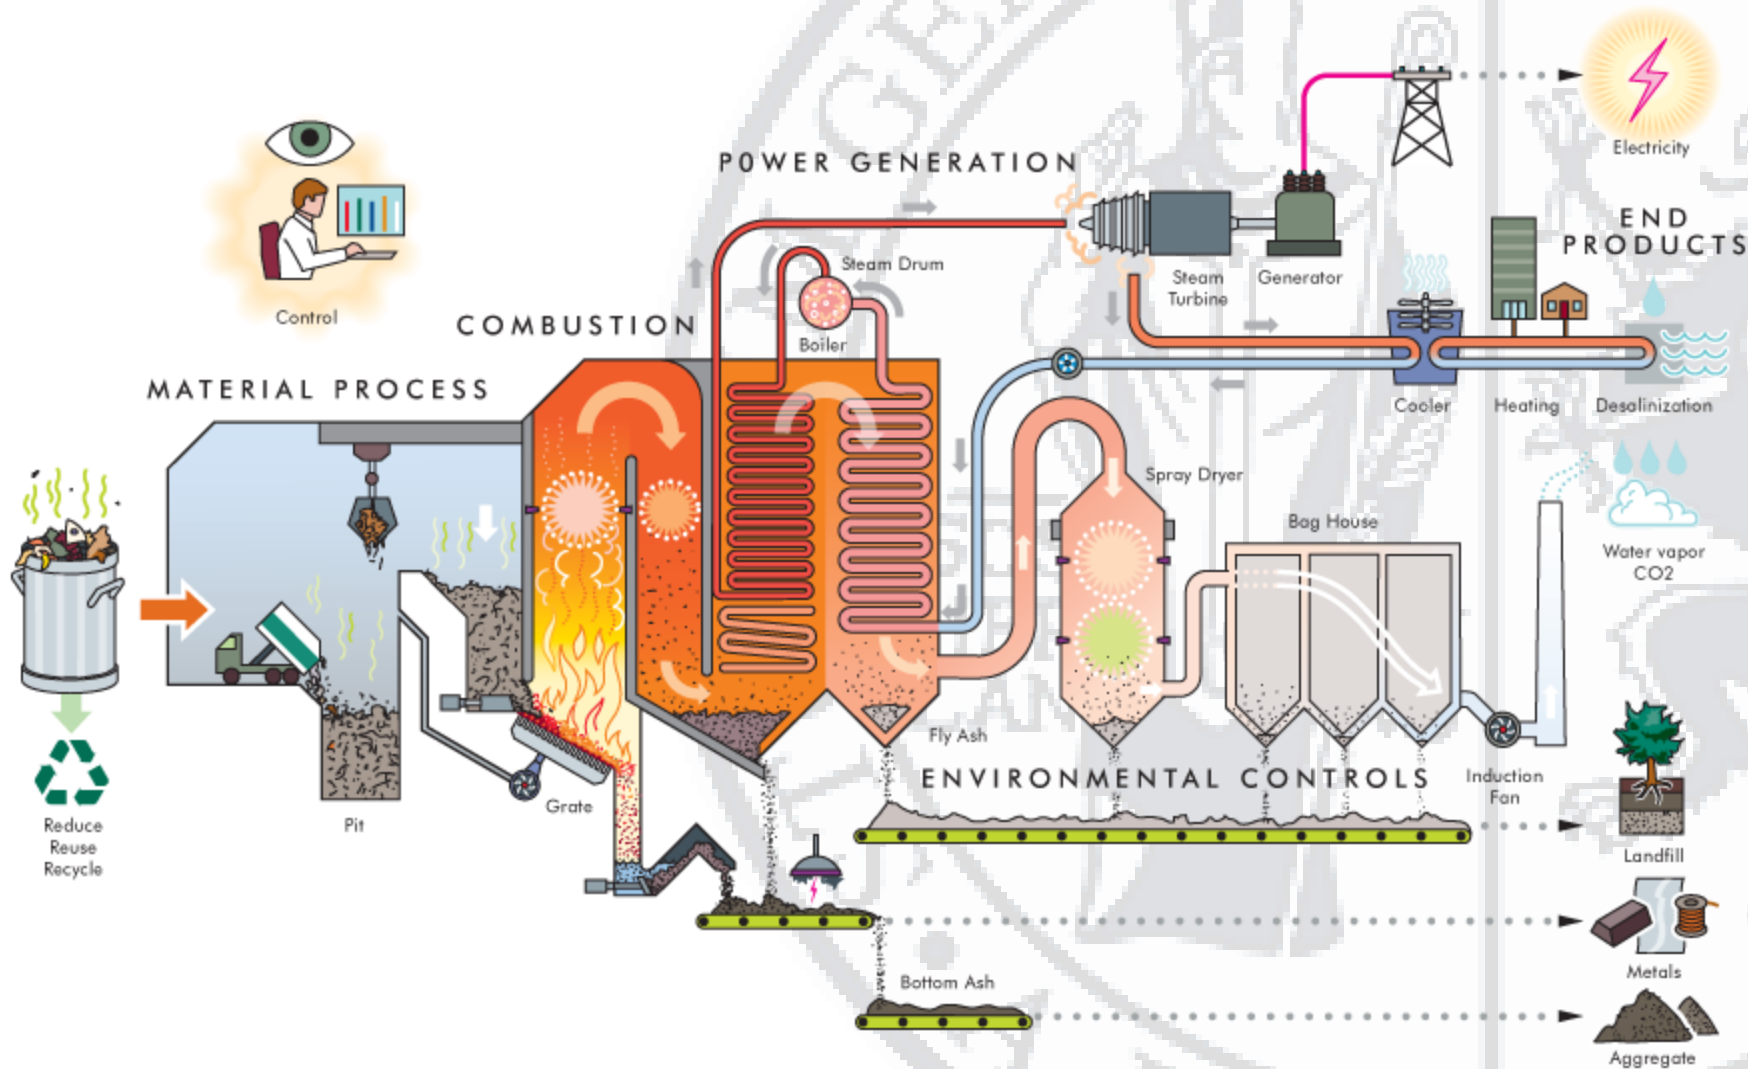 POWER GENERATION
Electricity
END
PRODUCTS
Steam Drum
Steam
Turbine
Generator
Control
COMBUSTION
Boiler
MATERIAL PROCESS
Cooler
Heating
Desalinization
Spray Dryer
Bag House
Water vapor
CO2
Fly Ash
ENVIRONMENTAL CONTROLS
Induction
Fan
Grate
Pit
Reduce
Reuse
Recycle
Landfill
Metals
Bottom Ash
Aggregate